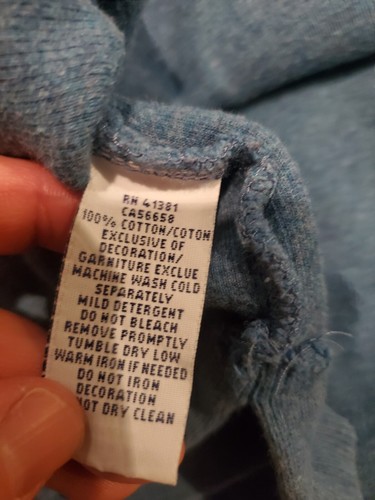 RN 41381
CA56658
100% COTTON/COTON
EXCLUSIVE OF
DECORATION/
GARNITURE EXCLUE
MACHINE WASH COLD
SEPARATELY
MILD DETERGENT
DO NOT BLEACH
REMOVE PROMPTLY
TUMBLE DRY LOW
WARM IRON IF NEEDED
DO NOT IRON
DECORATION
NOT DRY CLEAN